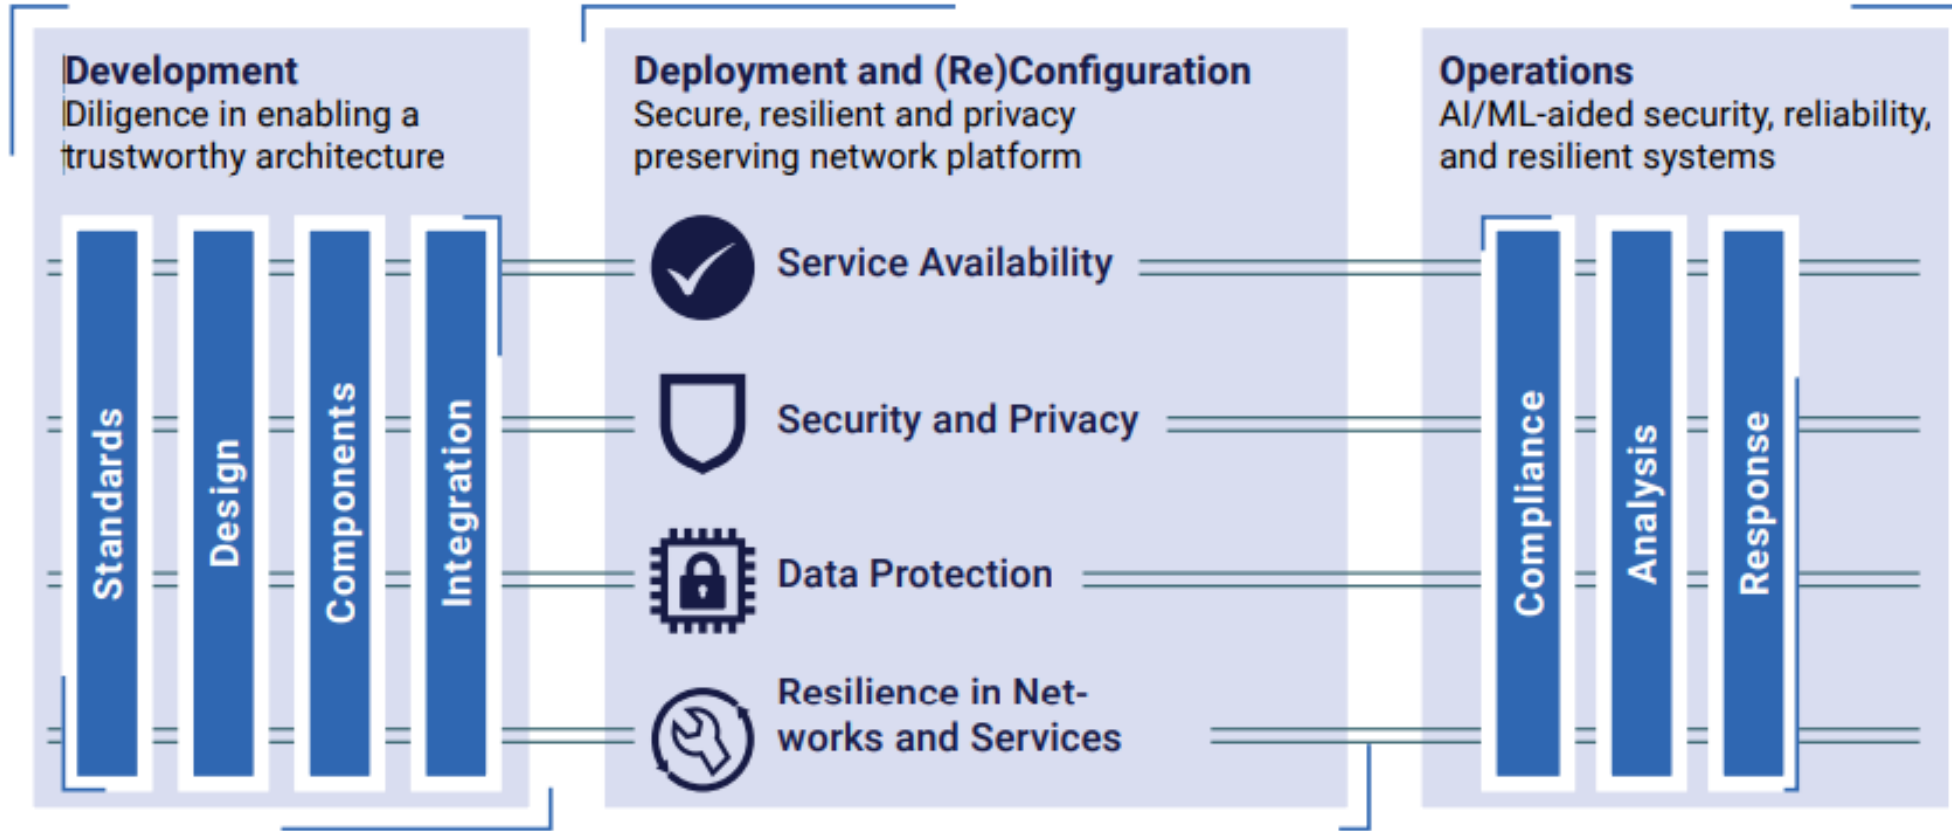 Development
Diligence in enabling a
trustworthy architecture
Standards
Design
Components
Integration
Deployment and (Re)Configuration
Secure, resilient and privacy
preserving network platform
Service Availability
Security and Privacy
Data Protection
Resilience in Net-
works and Services
Operations
AI/ML-aided security, reliability,
and resilient systems
Compliance
Analysis
Response